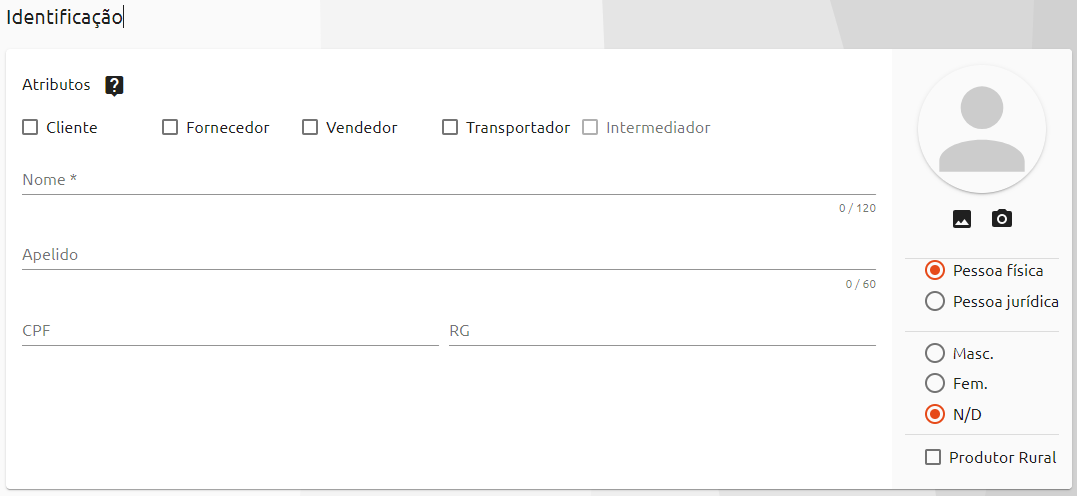 Identificação
Atributos ?
Cliente Fornecedor Vendedor Transportador Intermediador
Nome *
0 / 120
Apelido
0 / 60
CPF RG
Pessoa física
Pessoa jurídica
Masc.
Fem.
N/D
Produtor Rural